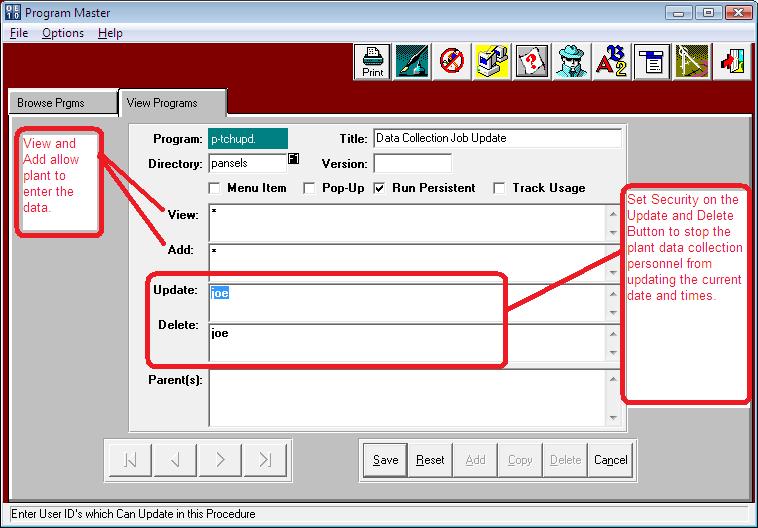 Program Master
File Options Help
Print
Browse Prgms
View Programs
Program: p-tchupd. Title: Data Collection Job Update
Directory: pansels F1 Version:
Menu Item Pop-Up Run Persistent Track Usage
View: *
Add: *
Update: joe
Delete: joe
Parent(s):
View and
Add allow
plant to
enter the
data.
Set Security on the
Update and Delete
Button to stop the
plant data collection
personnel from
updating the current
date and times.
Save Reset Add Copy Delete Cancel
Enter User ID's which Can Update in this Procedure